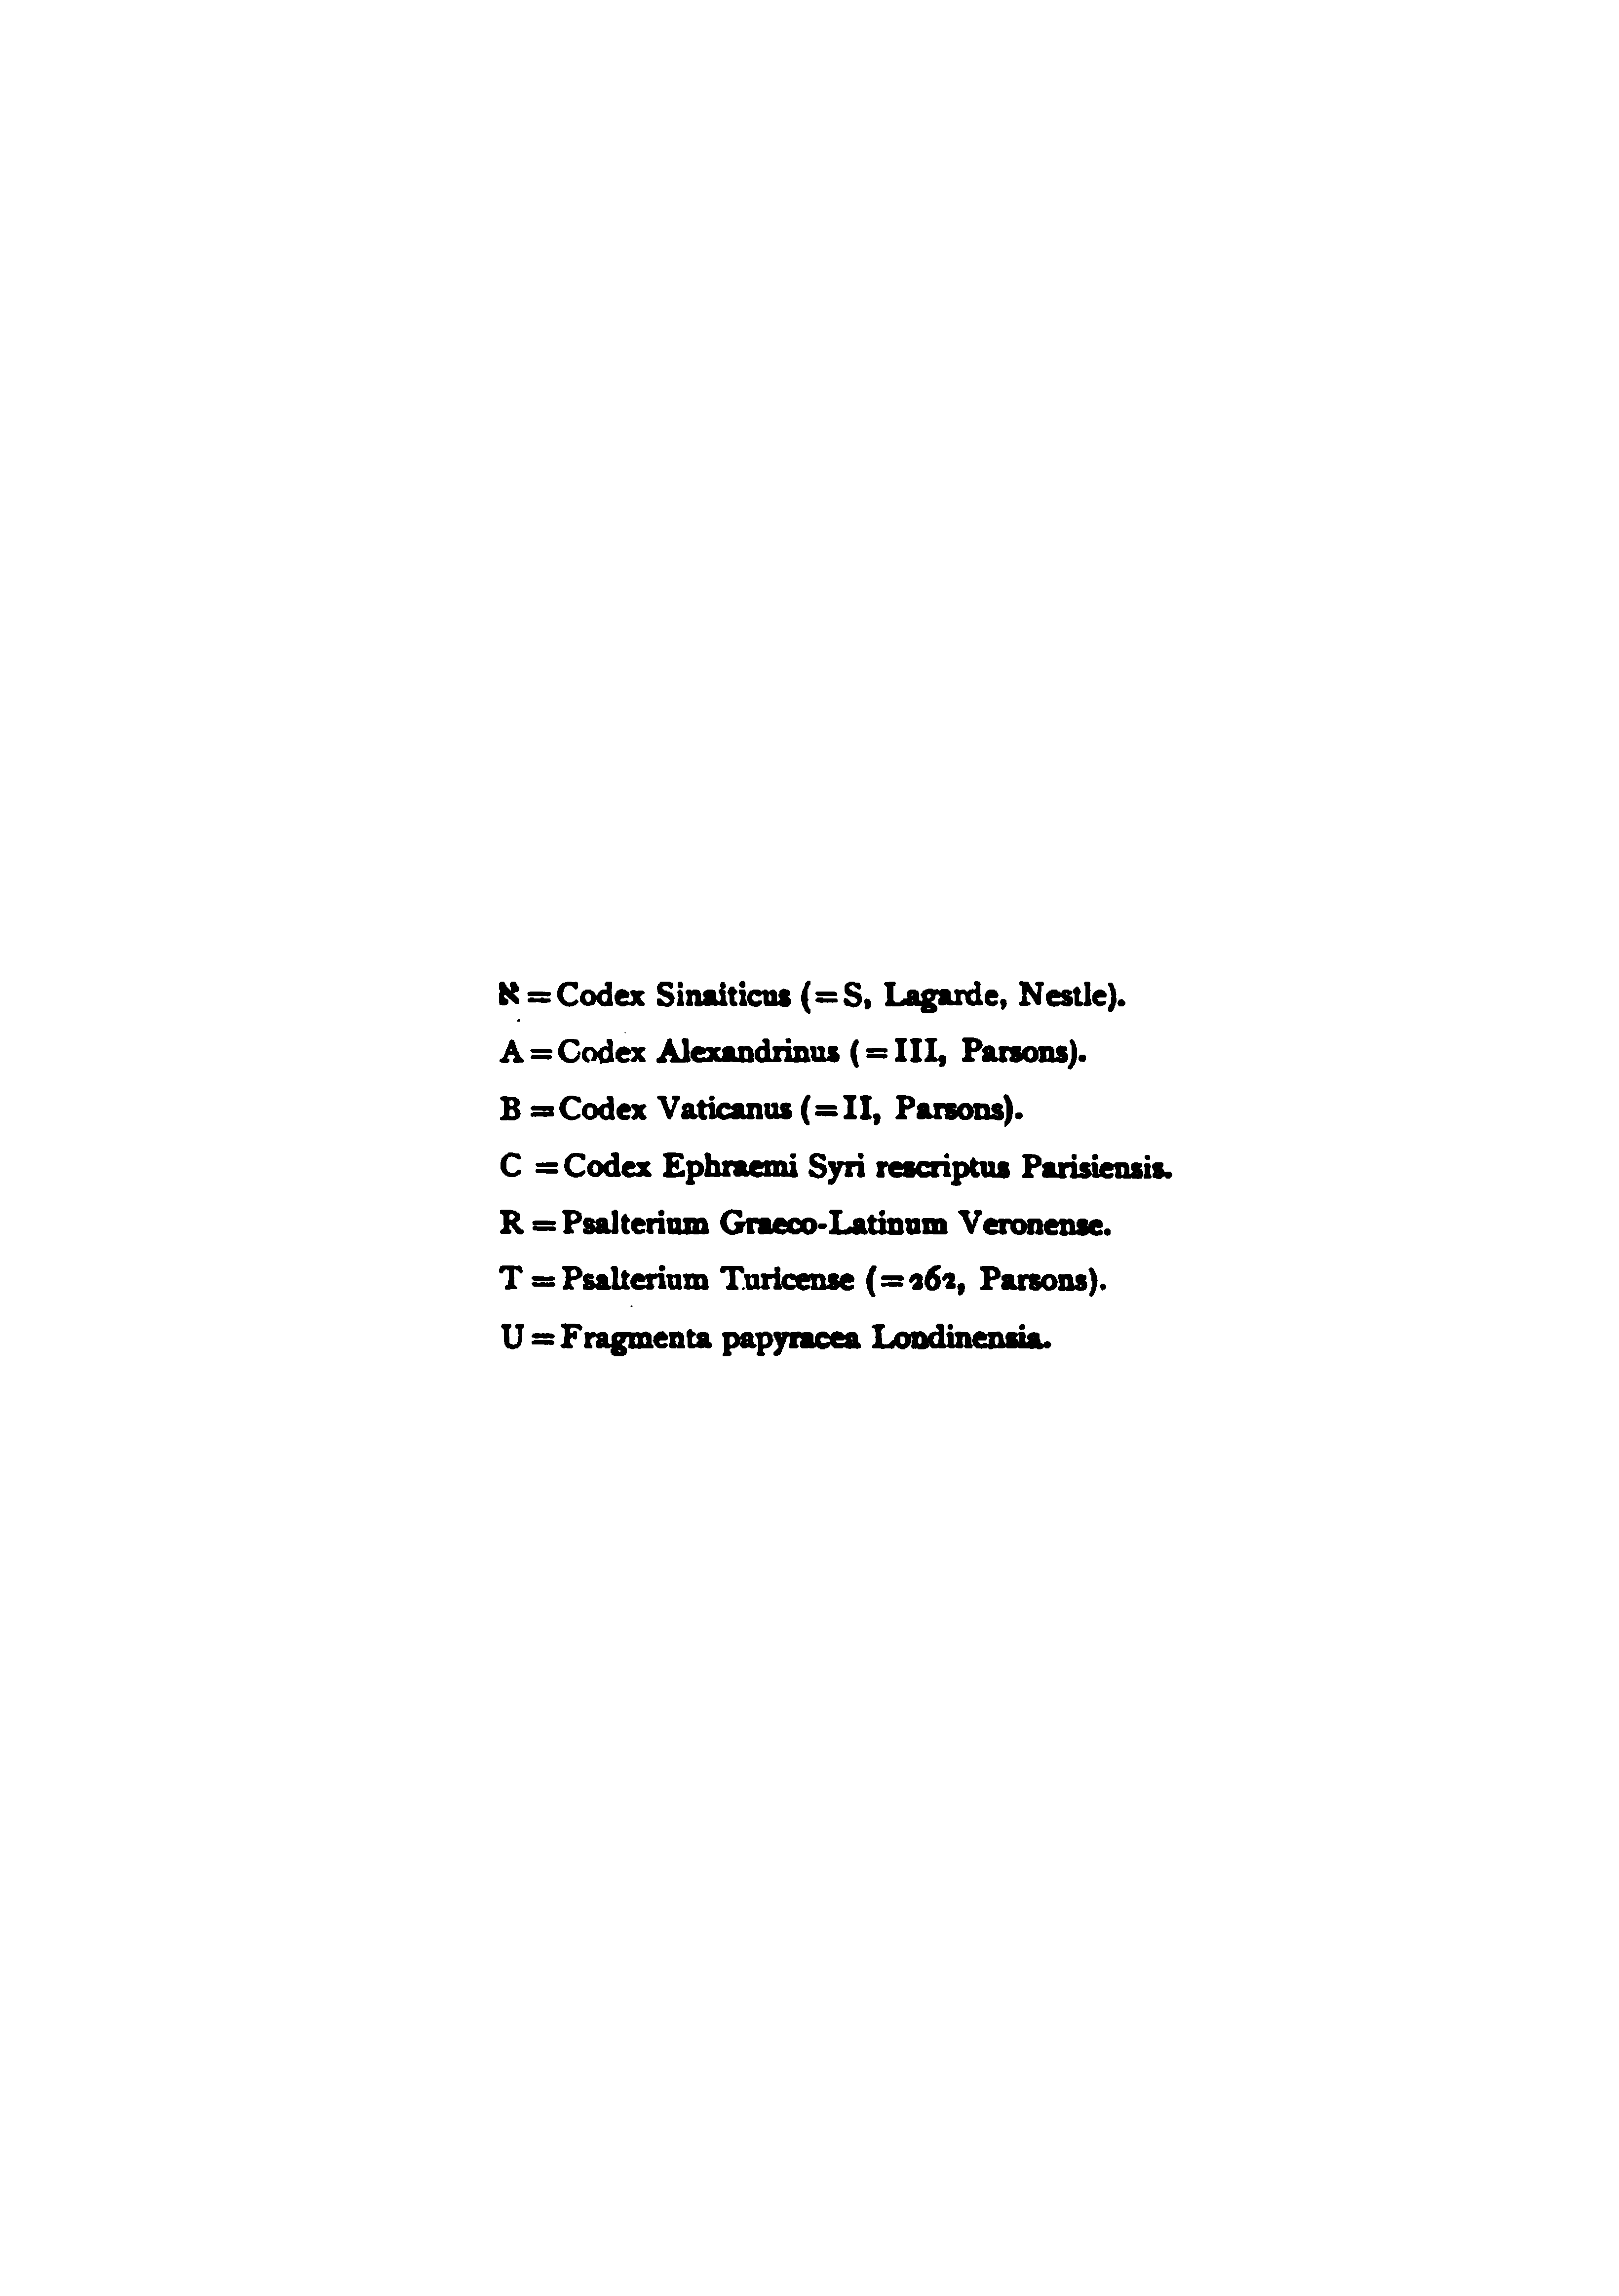 א = Codex Sinaiticus (= S, Lagarde, Nestle).
A = Codex Alexandrinus (= III, Parsons).
B = Codex Vaticanus (= II, Parsons).
C = Codex Ephraemi Syri rescriptus Parisiensis.
R = Psalterium Graeco-Latinum Veronense.
T = Psalterium Turicense (= 262, Parsons).
U = Fragmenta papyracea Londinensia.